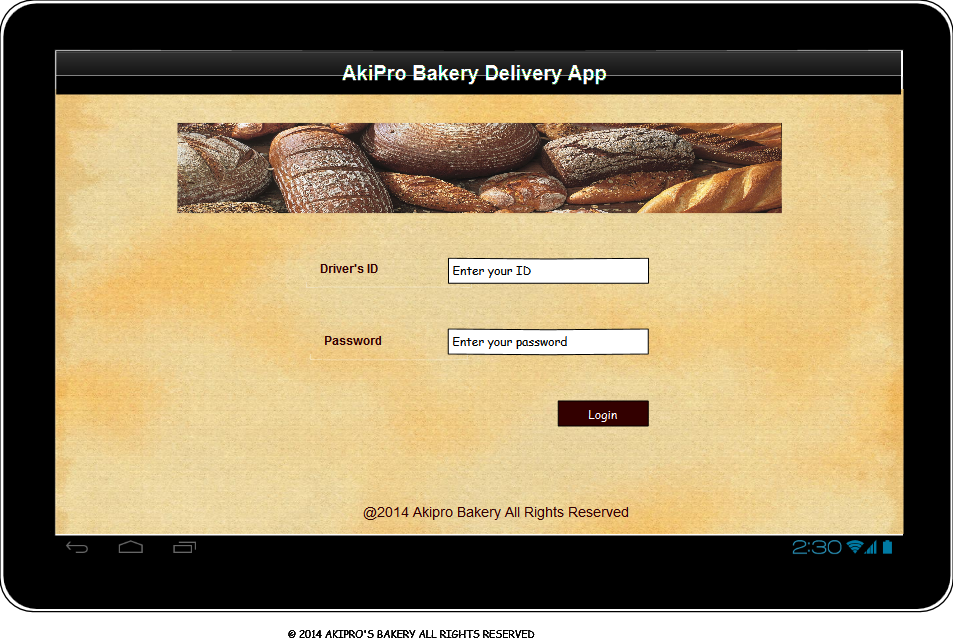 AkiPro Bakery Delivery App
Driver's ID
Enter your ID
Password
Enter your password
Login
@2014 Akipro Bakery All Rights Reserved
2:30
© 2014 AKIPRO'S BAKERY ALL RIGHTS RESERVED